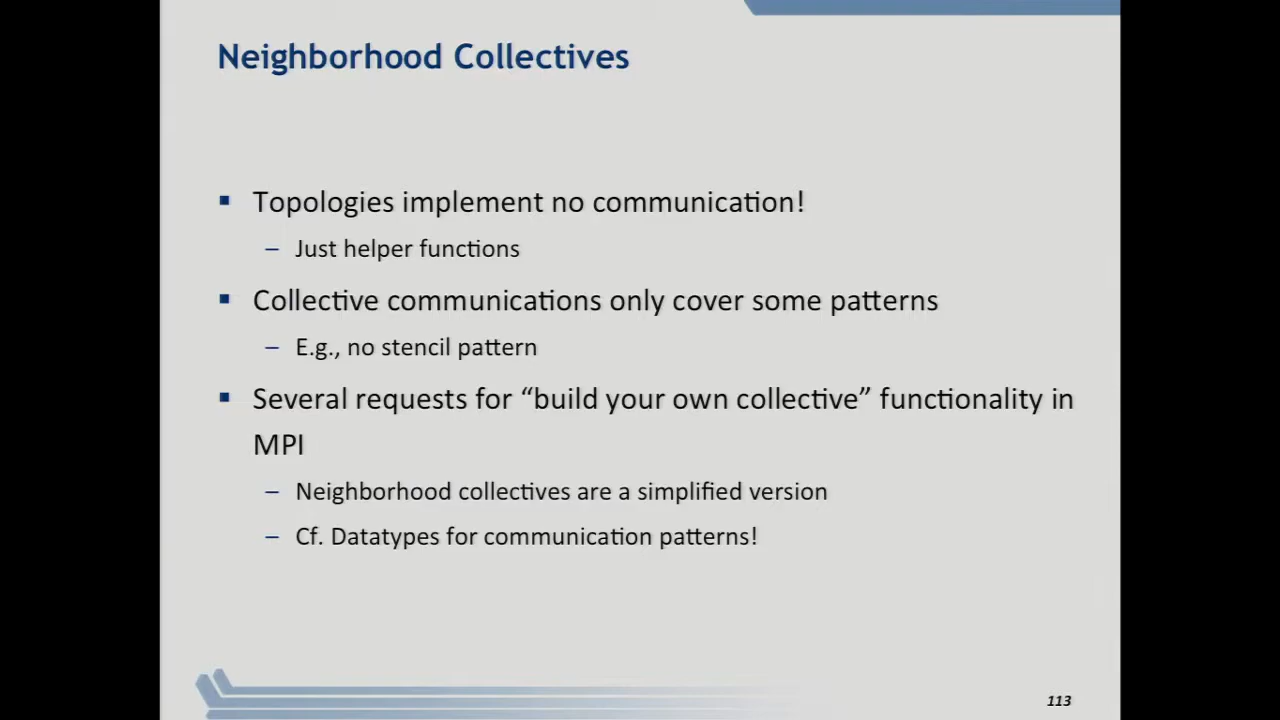 Neighborhood Collectives
▪ Topologies implement no communication!
– Just helper functions
▪ Collective communications only cover some patterns
– E.g., no stencil pattern
▪ Several requests for “build your own collective” functionality in
MPI
– Neighborhood collectives are a simplified version
– Cf. Datatypes for communication patterns!
113